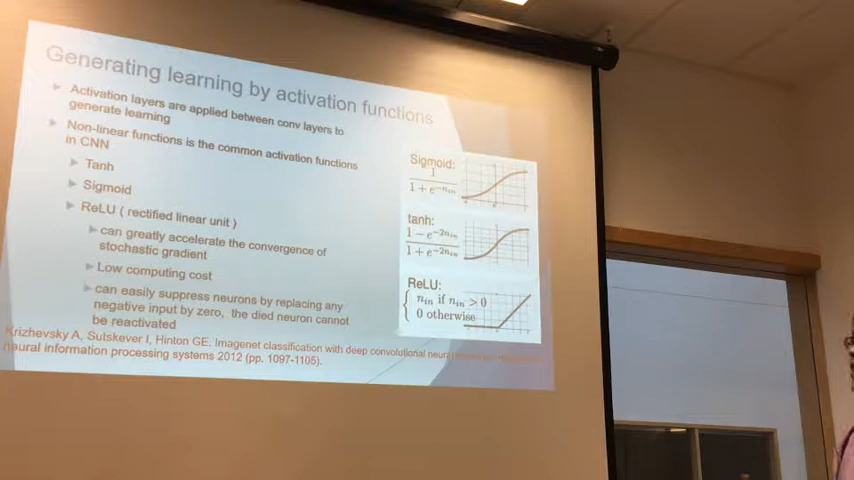 Generating learning by activation functions
Activation layers are applied between conv layers to
generate learning
Non-linear functions is the common activation functions
in CNN
Tanh
Sigmoid
ReLU ( rectified linear unit )
can greatly accelerate the convergence of
stochastic gradient
Low computing cost
can easily suppress neurons by replacing any
negative input by zero, the died neuron cannot
be reactivated
Krizhevsky A, Sutskever I, Hinton GE. Imagenet classification with deep convolutional
neural information processing systems 2012 (pp. 1097-1105).
Sigmoid:
1
1 + e^{-n_{in}}
tanh:
1 − e^{-2n_{in}}
1 + e^{-2n_{in}}
ReLU:
n_{in} if n_{in} > 0
0 otherwise